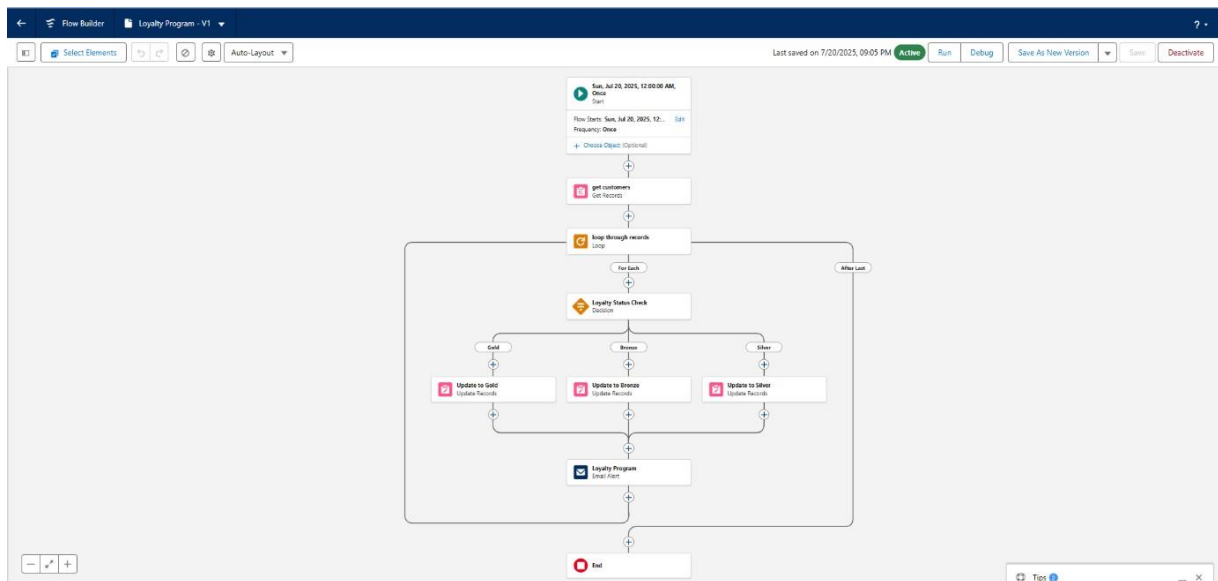 Flow Builder
Loyalty Program - V1
?
Select Elements
Auto-Layout
Last saved on 7/20/2025, 09:05 PM
Active
Run
Debug
Save As New Version
Save
Deactivate
Sun, Jul 20, 2025, 12:00:00 AM,
Once
Start
Flow Starts: Sun, Jul 20, 2025, 12:...
Edit
Frequency: Once
+ Choose Object (Optional)
get customers
Get Records
loop through records
Loop
For Each
After Last
Loyalty Status Check
Decision
Gold
Bronze
Silver
Update to Gold
Update Records
Update to Bronze
Update Records
Update to Silver
Update Records
Loyalty Program
Email Alert
End
Tips